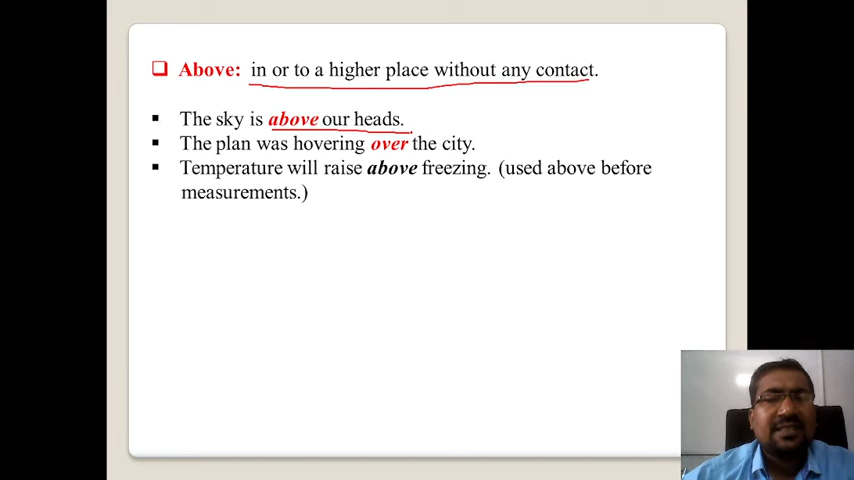 Above: in or to a higher place without any contact.
The sky is above our heads.
The plan was hovering over the city.
Temperature will raise above freezing. (used above before
measurements.)